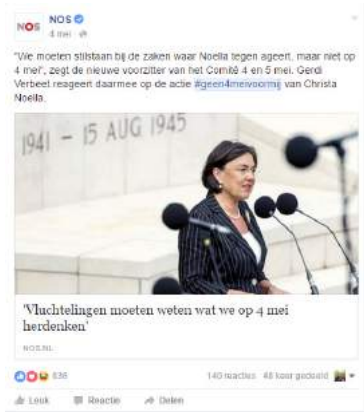 NOS
NOS
4 mei
"We moeten stilstaan bij de zaken waar Noella tegen ageert, maar niet op
4 mei", zegt de nieuwe voorzitter van het Comité 4 en 5 mei. Gerdi
Verbeet reageert daarmee op de actie #geen4meivoormij van Christa
Noella.
1941 - 15 AUG 1945
'Vluchtelingen moeten weten wat we op 4 mei
herdenken'
NOS.NL
638
140 reacties 48 keer gedeeld
Leuk Reactie Delen